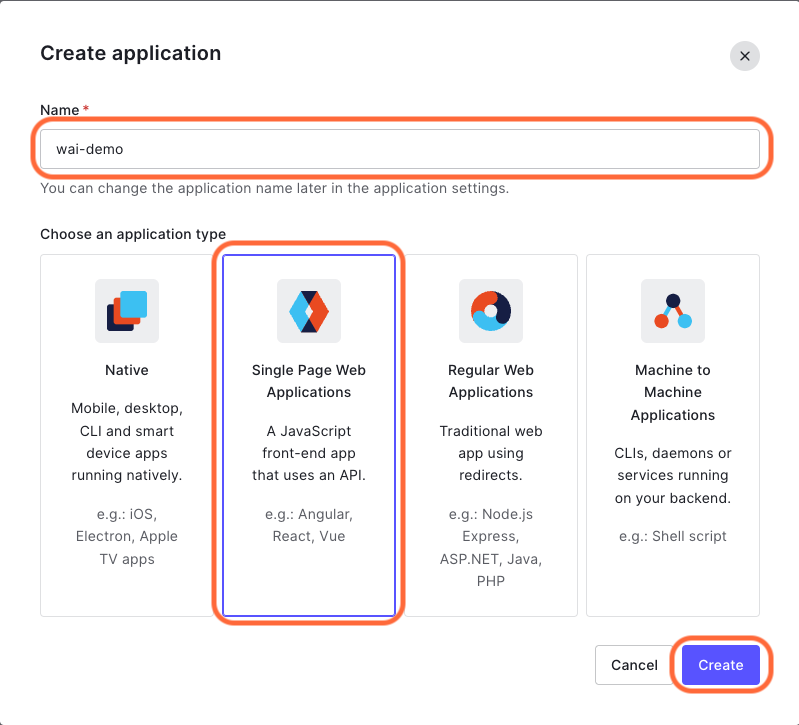 Create application
Name *
wai-demo
You can change the application name later in the application settings.
Choose an application type
Native
Mobile, desktop,
CLI and smart
device apps
running natively.
e.g.: iOS,
Electron, Apple
TV apps
Single Page Web
Applications
A JavaScript
front-end app
that uses an API.
e.g.: Angular,
React, Vue
Regular Web
Applications
Traditional web
app using
redirects.
e.g.: Node.js
Express,
ASP.NET, Java,
PHP
Machine to
Machine
Applications
CLIs, daemons or
services running
on your backend.
e.g.: Shell script
Cancel
Create